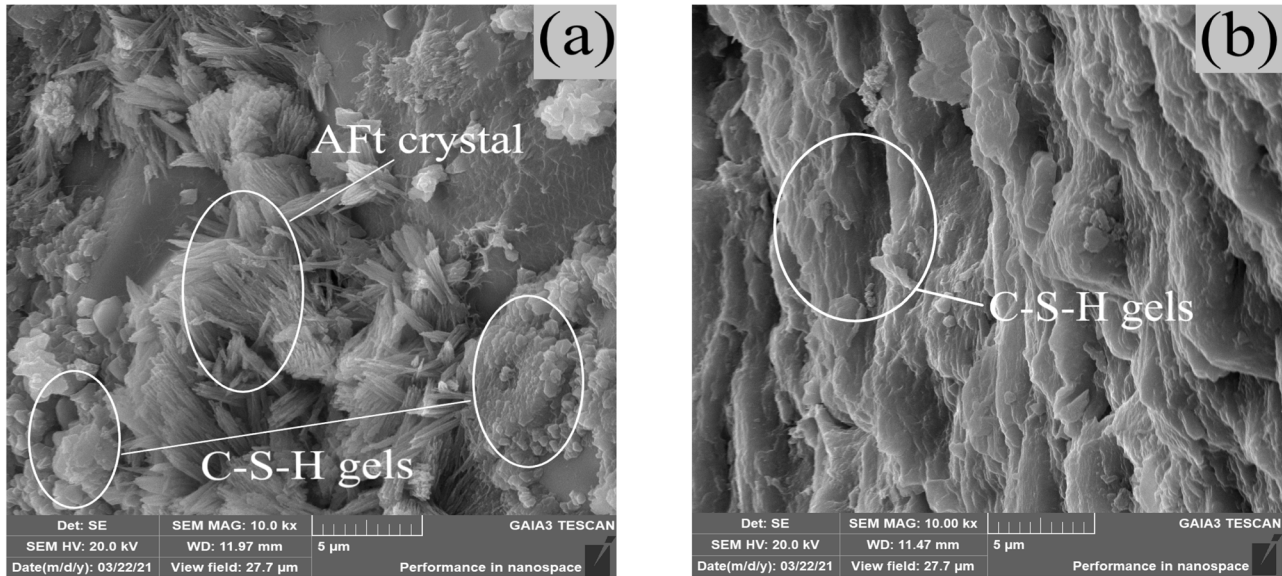 (a)
AFt crystal
C-S-H gels
Det: SE SEM MAG: 10.0 kx GAIA3 TESCAN
SEM HV: 20.0 kV WD: 11.97 mm 5 µm
Date(m/d/y): 03/22/21 View field: 27.7 µm Performance in nanospace
(b)
C-S-H gels
Det: SE SEM MAG: 10.00 kx GAIA3 TESCAN
SEM HV: 20.0 kV WD: 11.47 mm 5 µm
Date(m/d/y): 03/22/21 View field: 27.7 µm Performance in nanospace